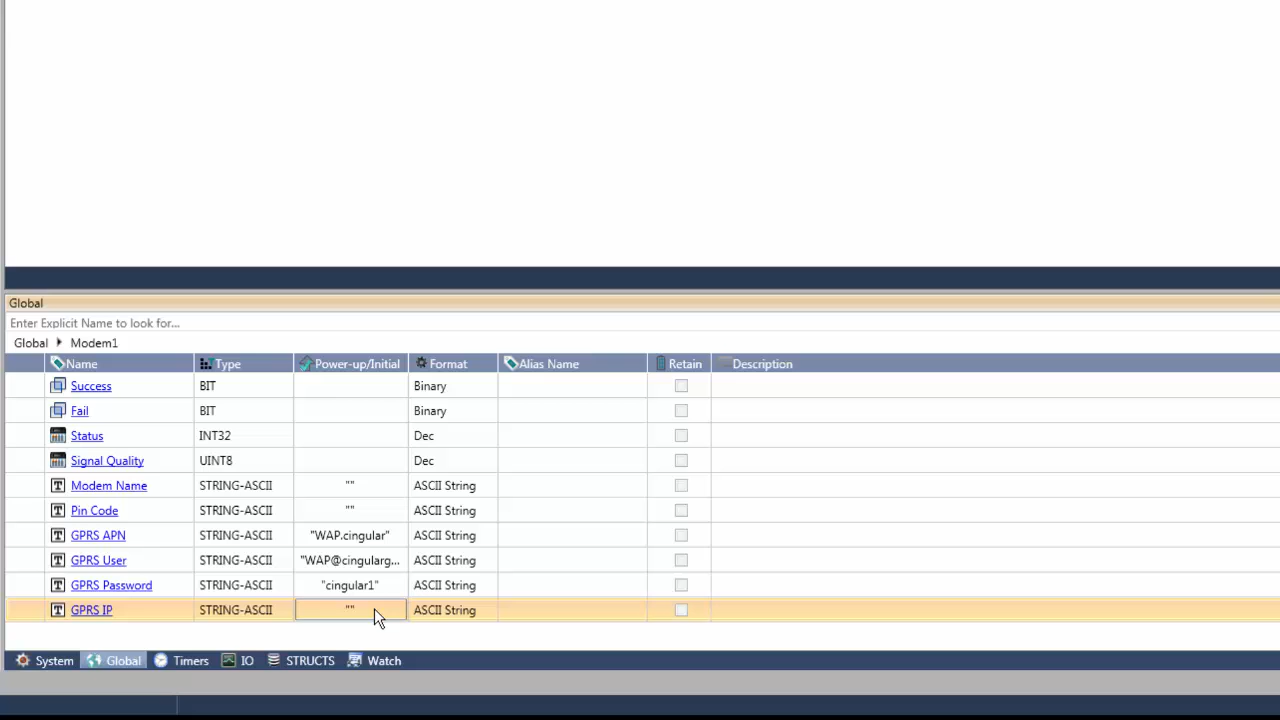 Global
Enter Explicit Name to look for...
Global Modem1
Name Type Power-up/Initial Format Alias Name Retain Description
Success BIT Binary
Fail BIT Binary
Status INT32 Dec
Signal Quality UINT8 Dec
Modem Name STRING-ASCII "" ASCII String
Pin Code STRING-ASCII "" ASCII String
GPRS APN STRING-ASCII "WAP.cingular" ASCII String
GPRS User STRING-ASCII "WAP@cingularg... ASCII String
GPRS Password STRING-ASCII "cingular1" ASCII String
GPRS IP STRING-ASCII "" ASCII String
System Global Timers IO STRUCTS Watch